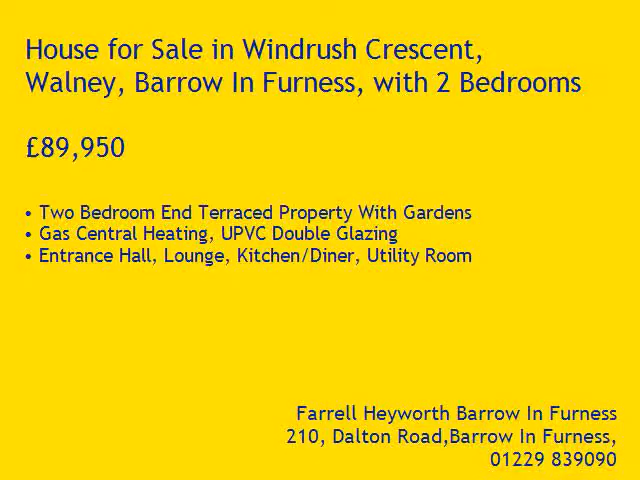 House for Sale in Windrush Crescent,
Walney, Barrow In Furness, with 2 Bedrooms
£89,950
• Two Bedroom End Terraced Property With Gardens
• Gas Central Heating, UPVC Double Glazing
• Entrance Hall, Lounge, Kitchen/Diner, Utility Room
Farrell Heyworth Barrow In Furness
210, Dalton Road,Barrow In Furness,
01229 839090